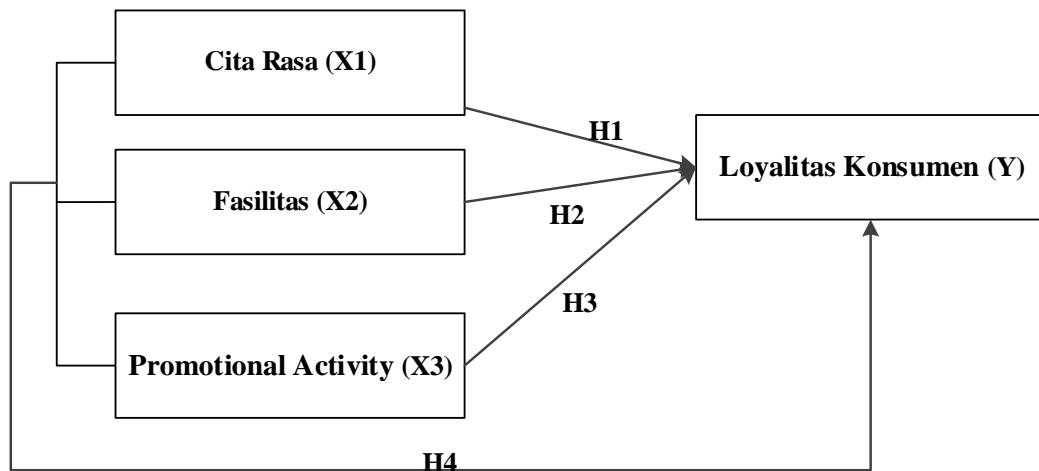 Cita Rasa (X1)
H1
Loyalitas Konsumen (Y)
Fasilitas (X2)
H2
H3
Promotional Activity (X3)
H4